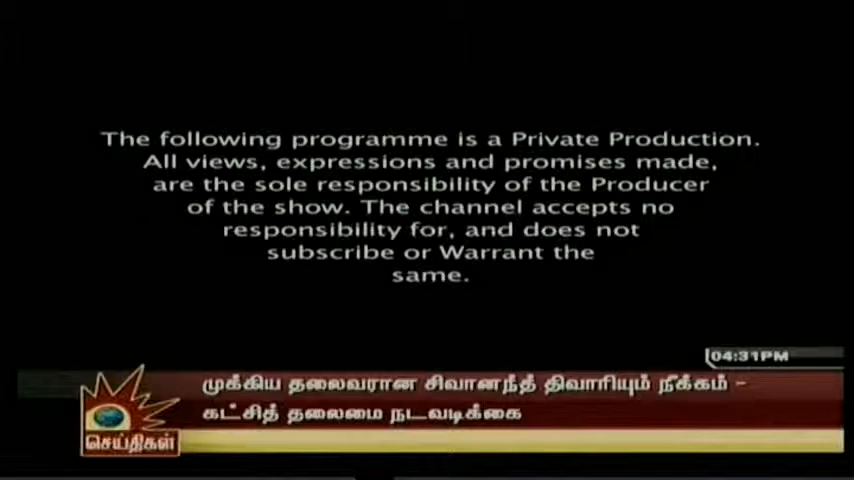 The following programme is a Private Production.
All views, expressions and promises made,
are the sole responsibility of the Producer
of the show. The channel accepts no
responsibility for, and does not
subscribe or Warrant the
same.
04:31PM
முக்கிய தலைவரான சிவானந்த் திவாரியும் நீக்கம் -
கட்சித் தலைமை நடவடிக்கை
செய்திகள்